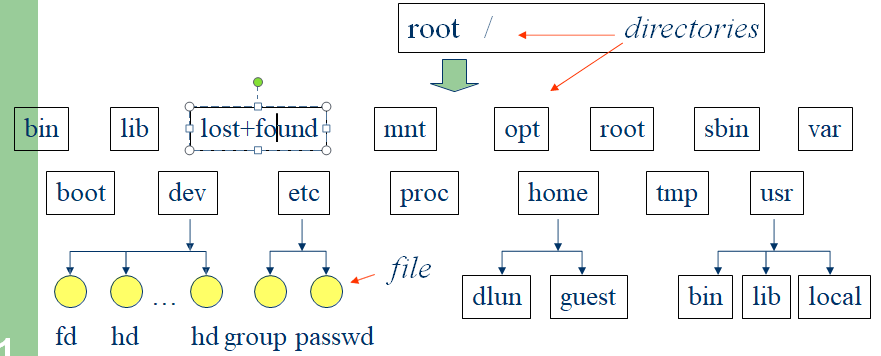 root / directories
bin lib lost+found mnt opt root sbin var
boot dev etc proc home tmp usr
file
... dlun guest bin lib local
fd hd hd group passwd
1